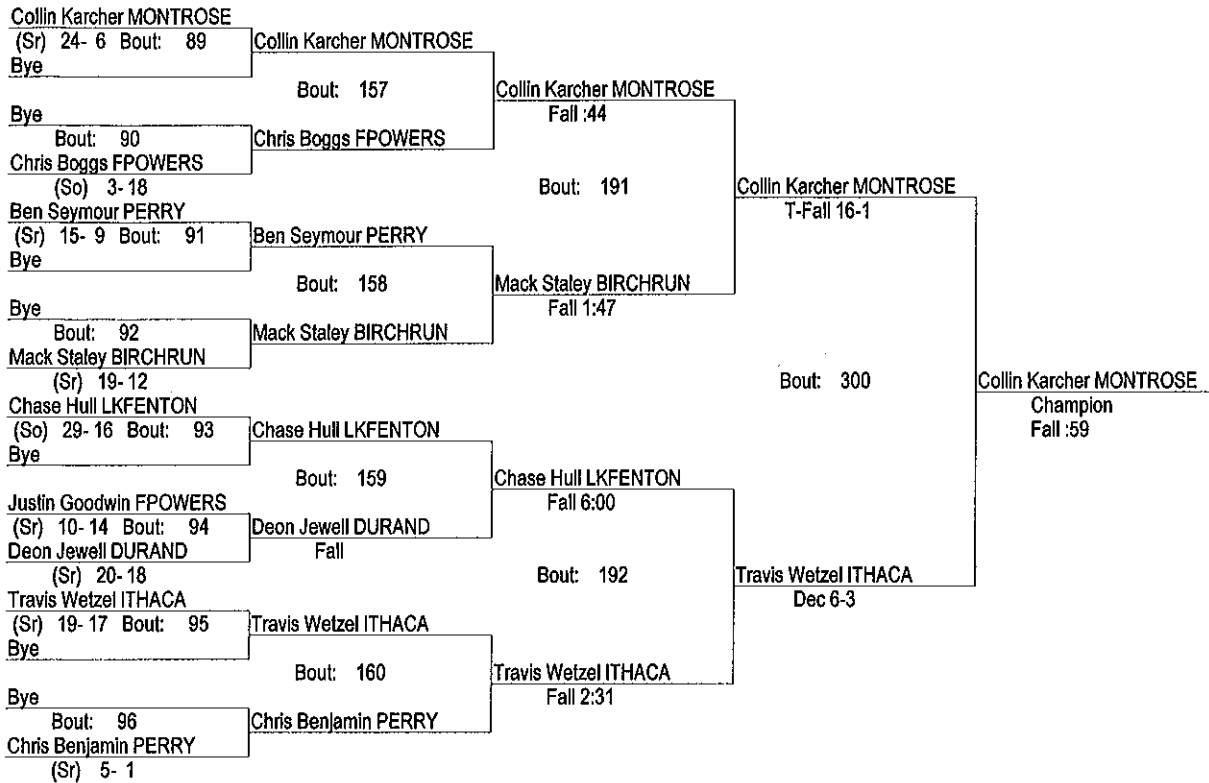 Collin Karcher MONTROSE
(Sr) 24- 6 Bout: 89
Bye
Bye
Bout: 90
Chris Boggs FPOWERS
(So) 3- 18
Ben Seymour PERRY
(Sr) 15- 9 Bout: 91
Bye
Bye
Bout: 92
Mack Staley BIRCHRUN
(Sr) 19- 12
Chase Hull LKFENTON
(So) 29- 16 Bout: 93
Bye
Justin Goodwin FPOWERS
(Sr) 10- 14 Bout: 94
Deon Jewell DURAND
(Sr) 20- 18
Travis Wetzel ITHACA
(Sr) 19- 17 Bout: 95
Bye
Bye
Bout: 96
Chris Benjamin PERRY
(Sr) 5- 1
Collin Karcher MONTROSE
Bout: 157
Chris Boggs FPOWERS
Ben Seymour PERRY
Bout: 158
Mack Staley BIRCHRUN
Chase Hull LKFENTON
Bout: 159
Deon Jewell DURAND
Fall
Travis Wetzel ITHACA
Bout: 160
Chris Benjamin PERRY
Collin Karcher MONTROSE
Fall :44
Bout: 191
Mack Staley BIRCHRUN
Fall 1:47
Chase Hull LKFENTON
Fall 6:00
Bout: 192
Travis Wetzel ITHACA
Fall 2:31
Collin Karcher MONTROSE
T-Fall 16-1
Bout: 300
Travis Wetzel ITHACA
Dec 6-3
Collin Karcher MONTROSE
Champion
Fall :59